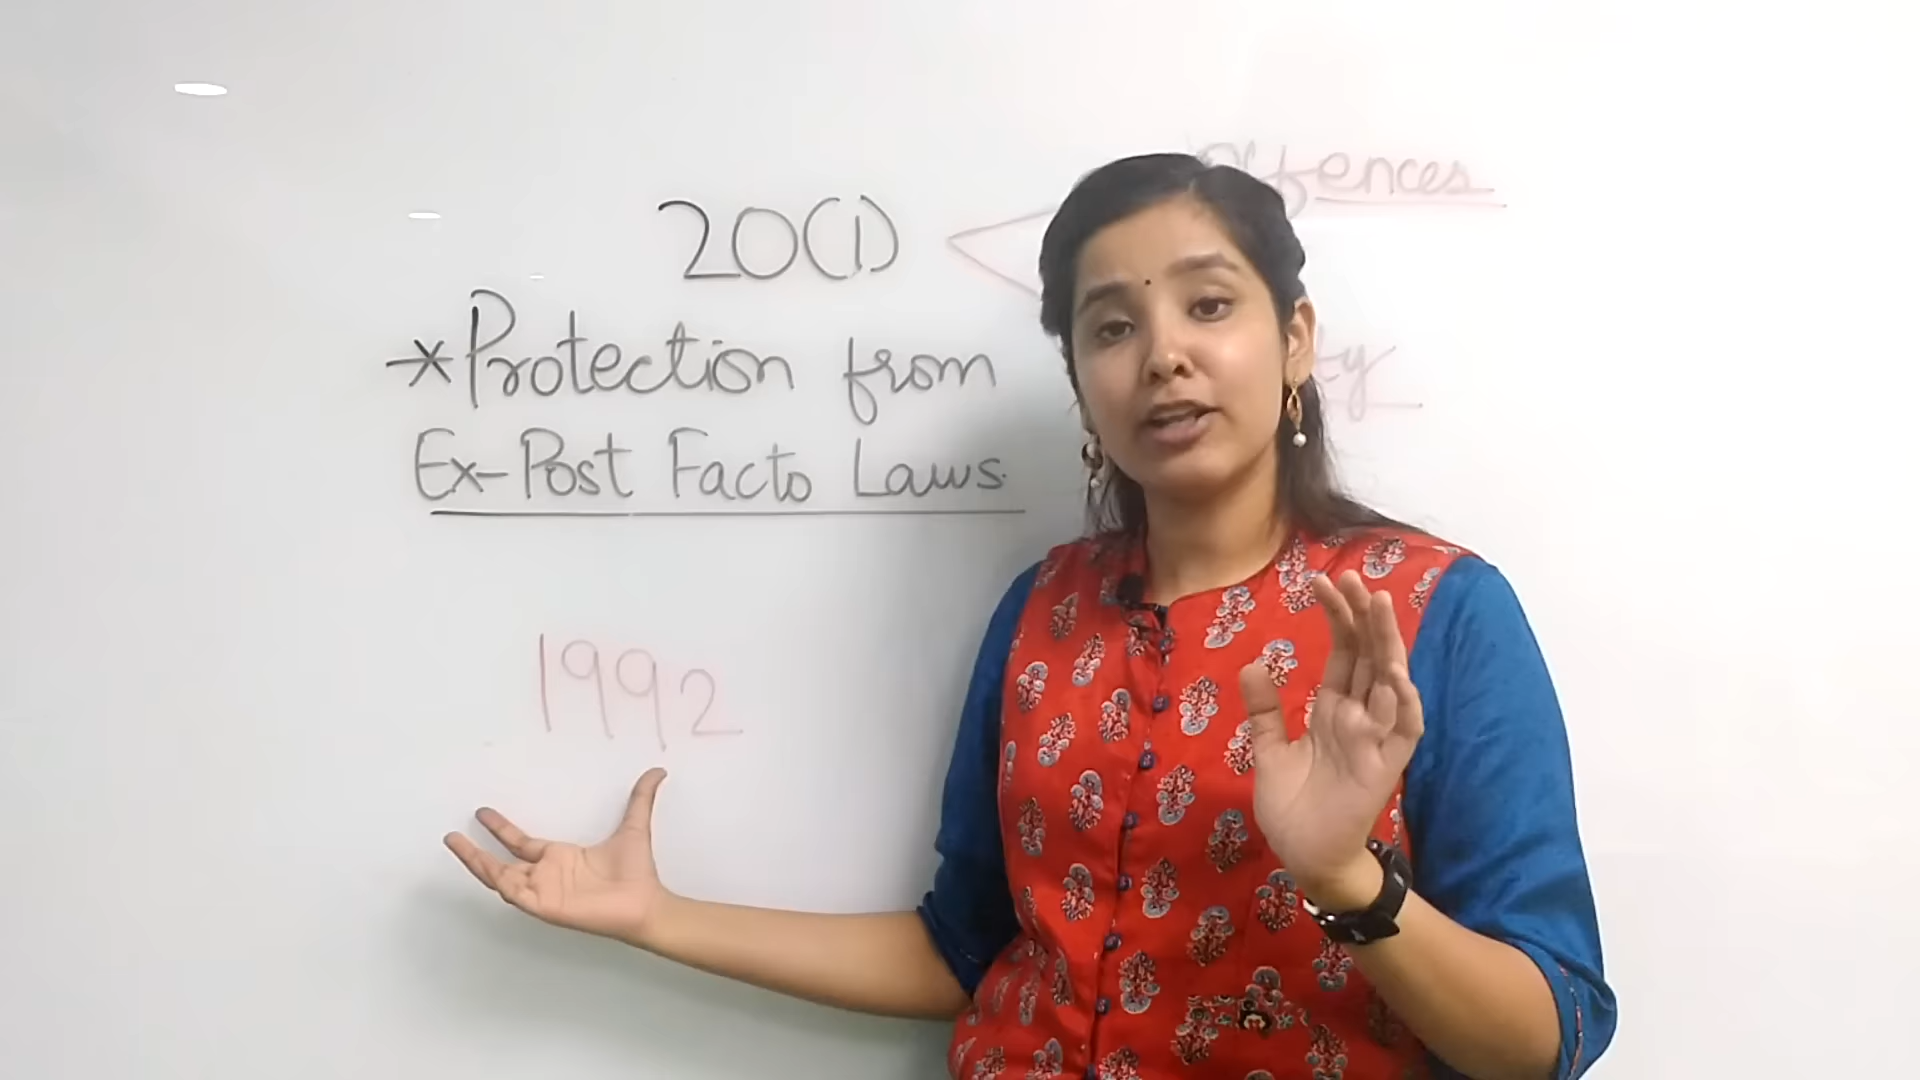 Offences
20(1)
*Protection from
Ex-Post Facto Laws.
1992